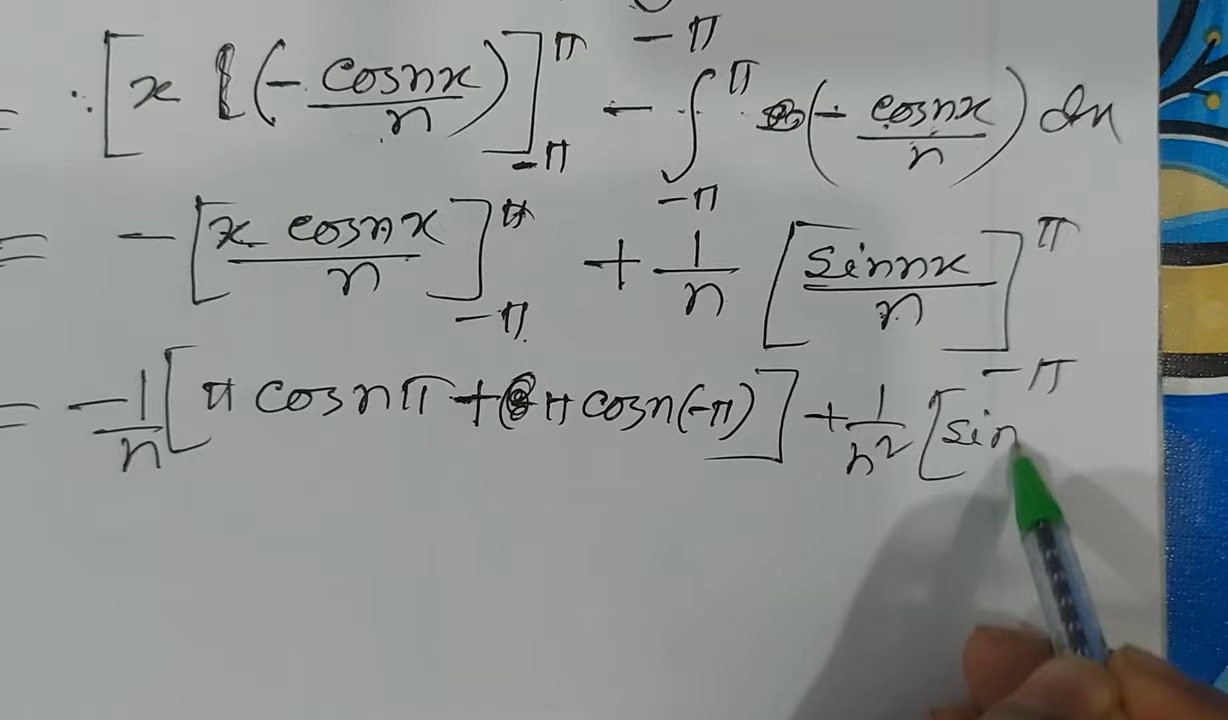 = [x (- cosnx/n)]_{-π}^{π} - ∫_{-π}^{π} (- cosnx/n) dx
= - [x cosnx/n]_{-π}^{π} + 1/n [sinnx/n]_{-π}^{π}
= -1/n [π cosnπ + π cosn(-π)] + 1/n² [sin